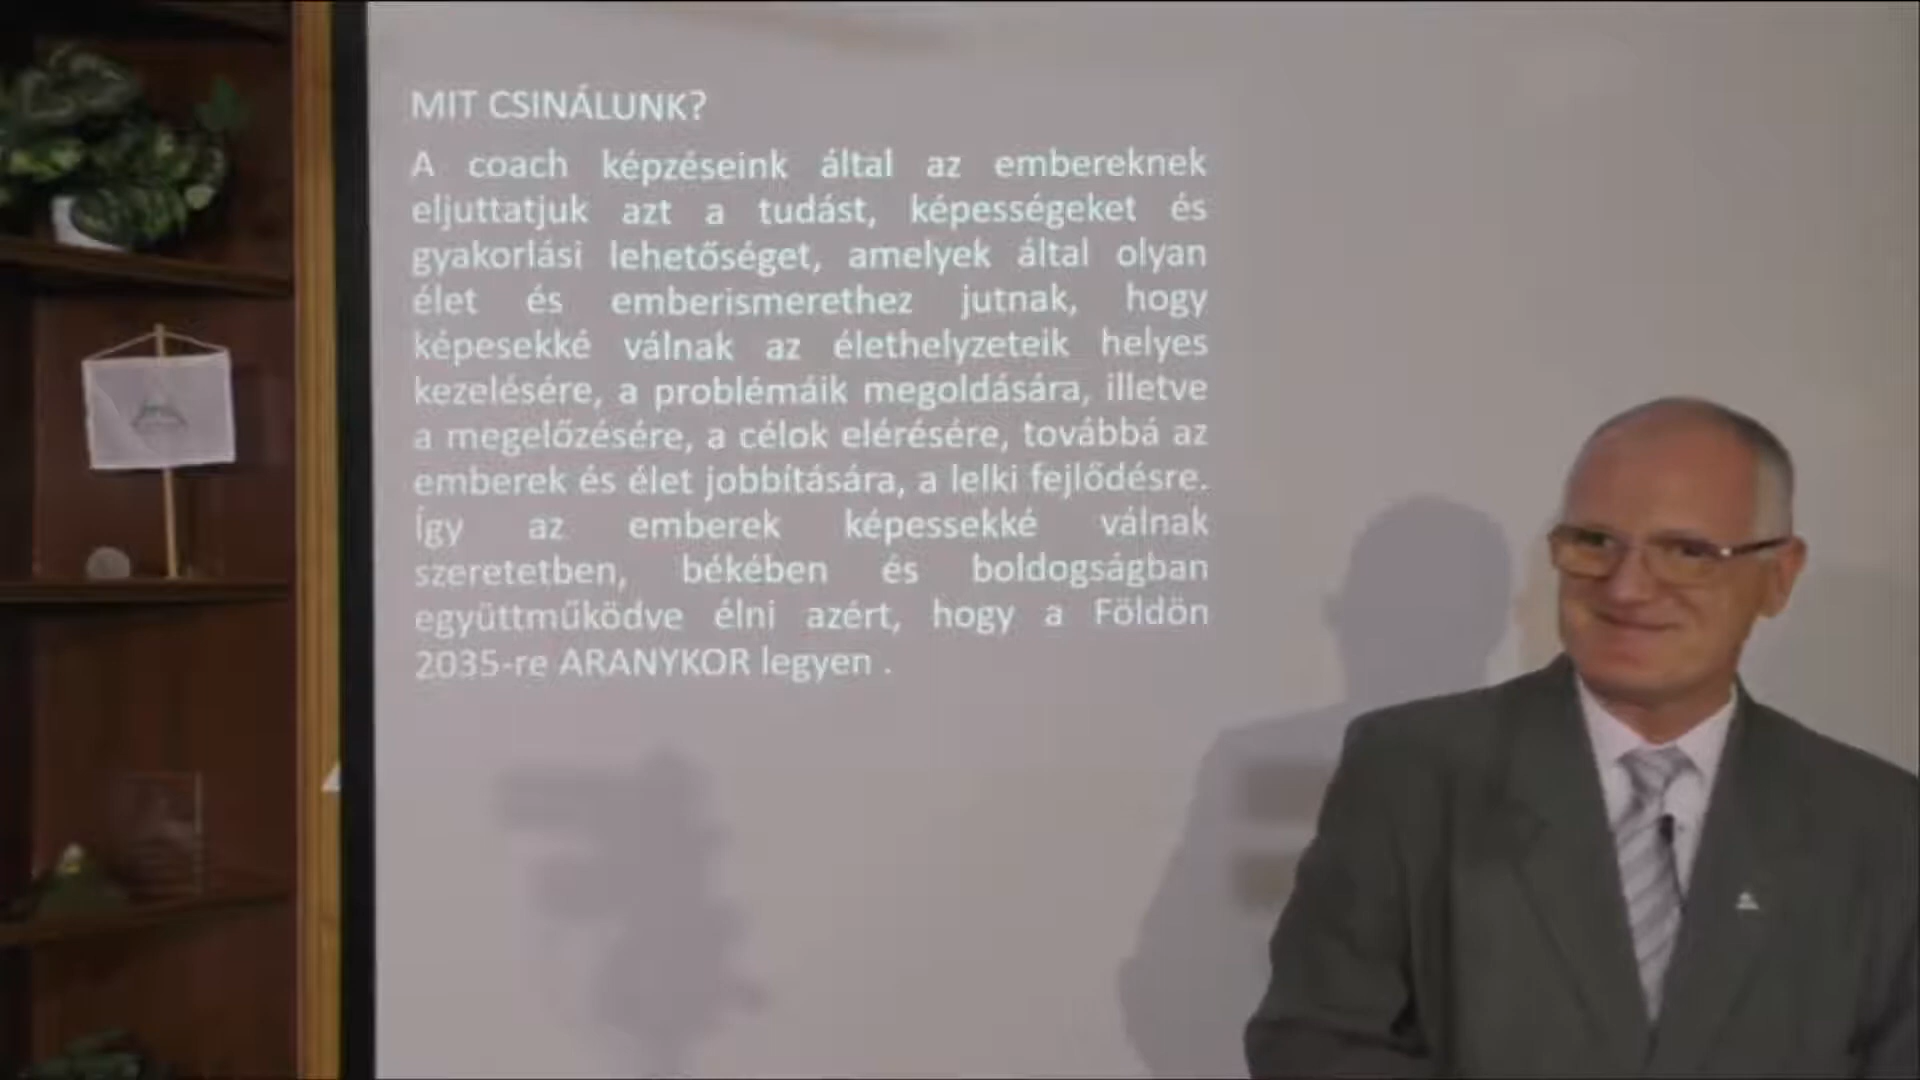 MIT CSINÁLUNK?
A coach képzéseink által az embereknek
eljuttatjuk azt a tudást, képességeket és
gyakorlási lehetőséget, amelyek által olyan
élet és emberismerethez jutnak, hogy
képesekké válnak az élethelyzeteik helyes
kezelésére, a problémáik megoldására, illetve
a megelőzésére, a célok elérésére, továbbá az
emberek és élet jobbítására, a lelki fejlődésre.
Így az emberek képessekké válnak
szeretetben, békében és boldogságban
együttműködve élni azért, hogy a Földön
2035-re ARANYKOR legyen .